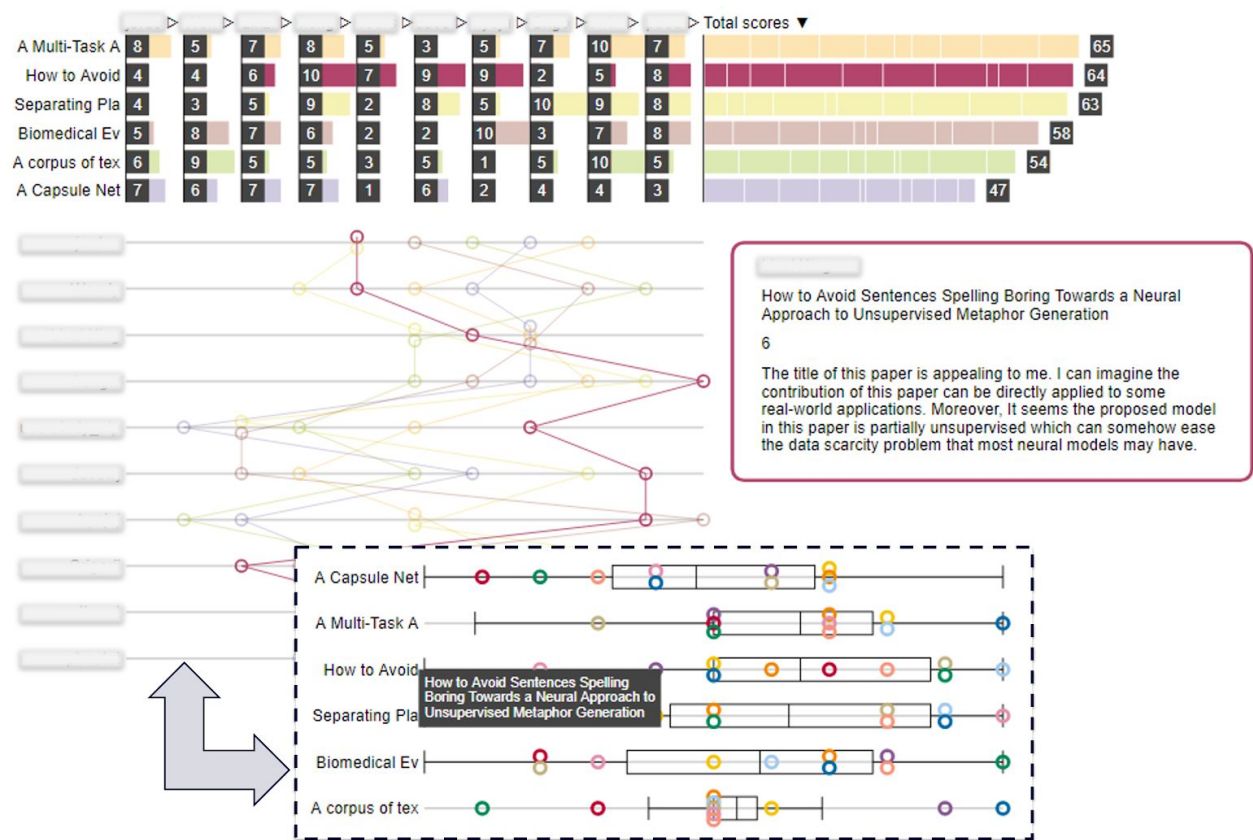 Total scores ▼
A Multi-Task A 8 5 7 8 5 3 5 7 10 7 65
How to Avoid 4 4 6 10 7 9 9 2 5 8 64
Separating Pla 4 3 5 9 2 8 5 10 9 8 63
Biomedical Ev 5 8 7 6 2 2 10 3 7 8 58
A corpus of tex 6 9 5 5 3 5 1 5 10 5 54
A Capsule Net 7 6 7 7 1 6 2 4 4 3 47
How to Avoid Sentences Spelling Boring Towards a Neural
Approach to Unsupervised Metaphor Generation
6
The title of this paper is appealing to me. I can imagine the
contribution of this paper can be directly applied to some
real-world applications. Moreover, It seems the proposed model
in this paper is partially unsupervised which can somehow ease
the data scarcity problem that most neural models may have.
A Capsule Net
A Multi-Task A
How to Avoid
How to Avoid Sentences Spelling
Boring Towards a Neural Approach to
Unsupervised Metaphor Generation
Separating Pla
Biomedical Ev
A corpus of tex